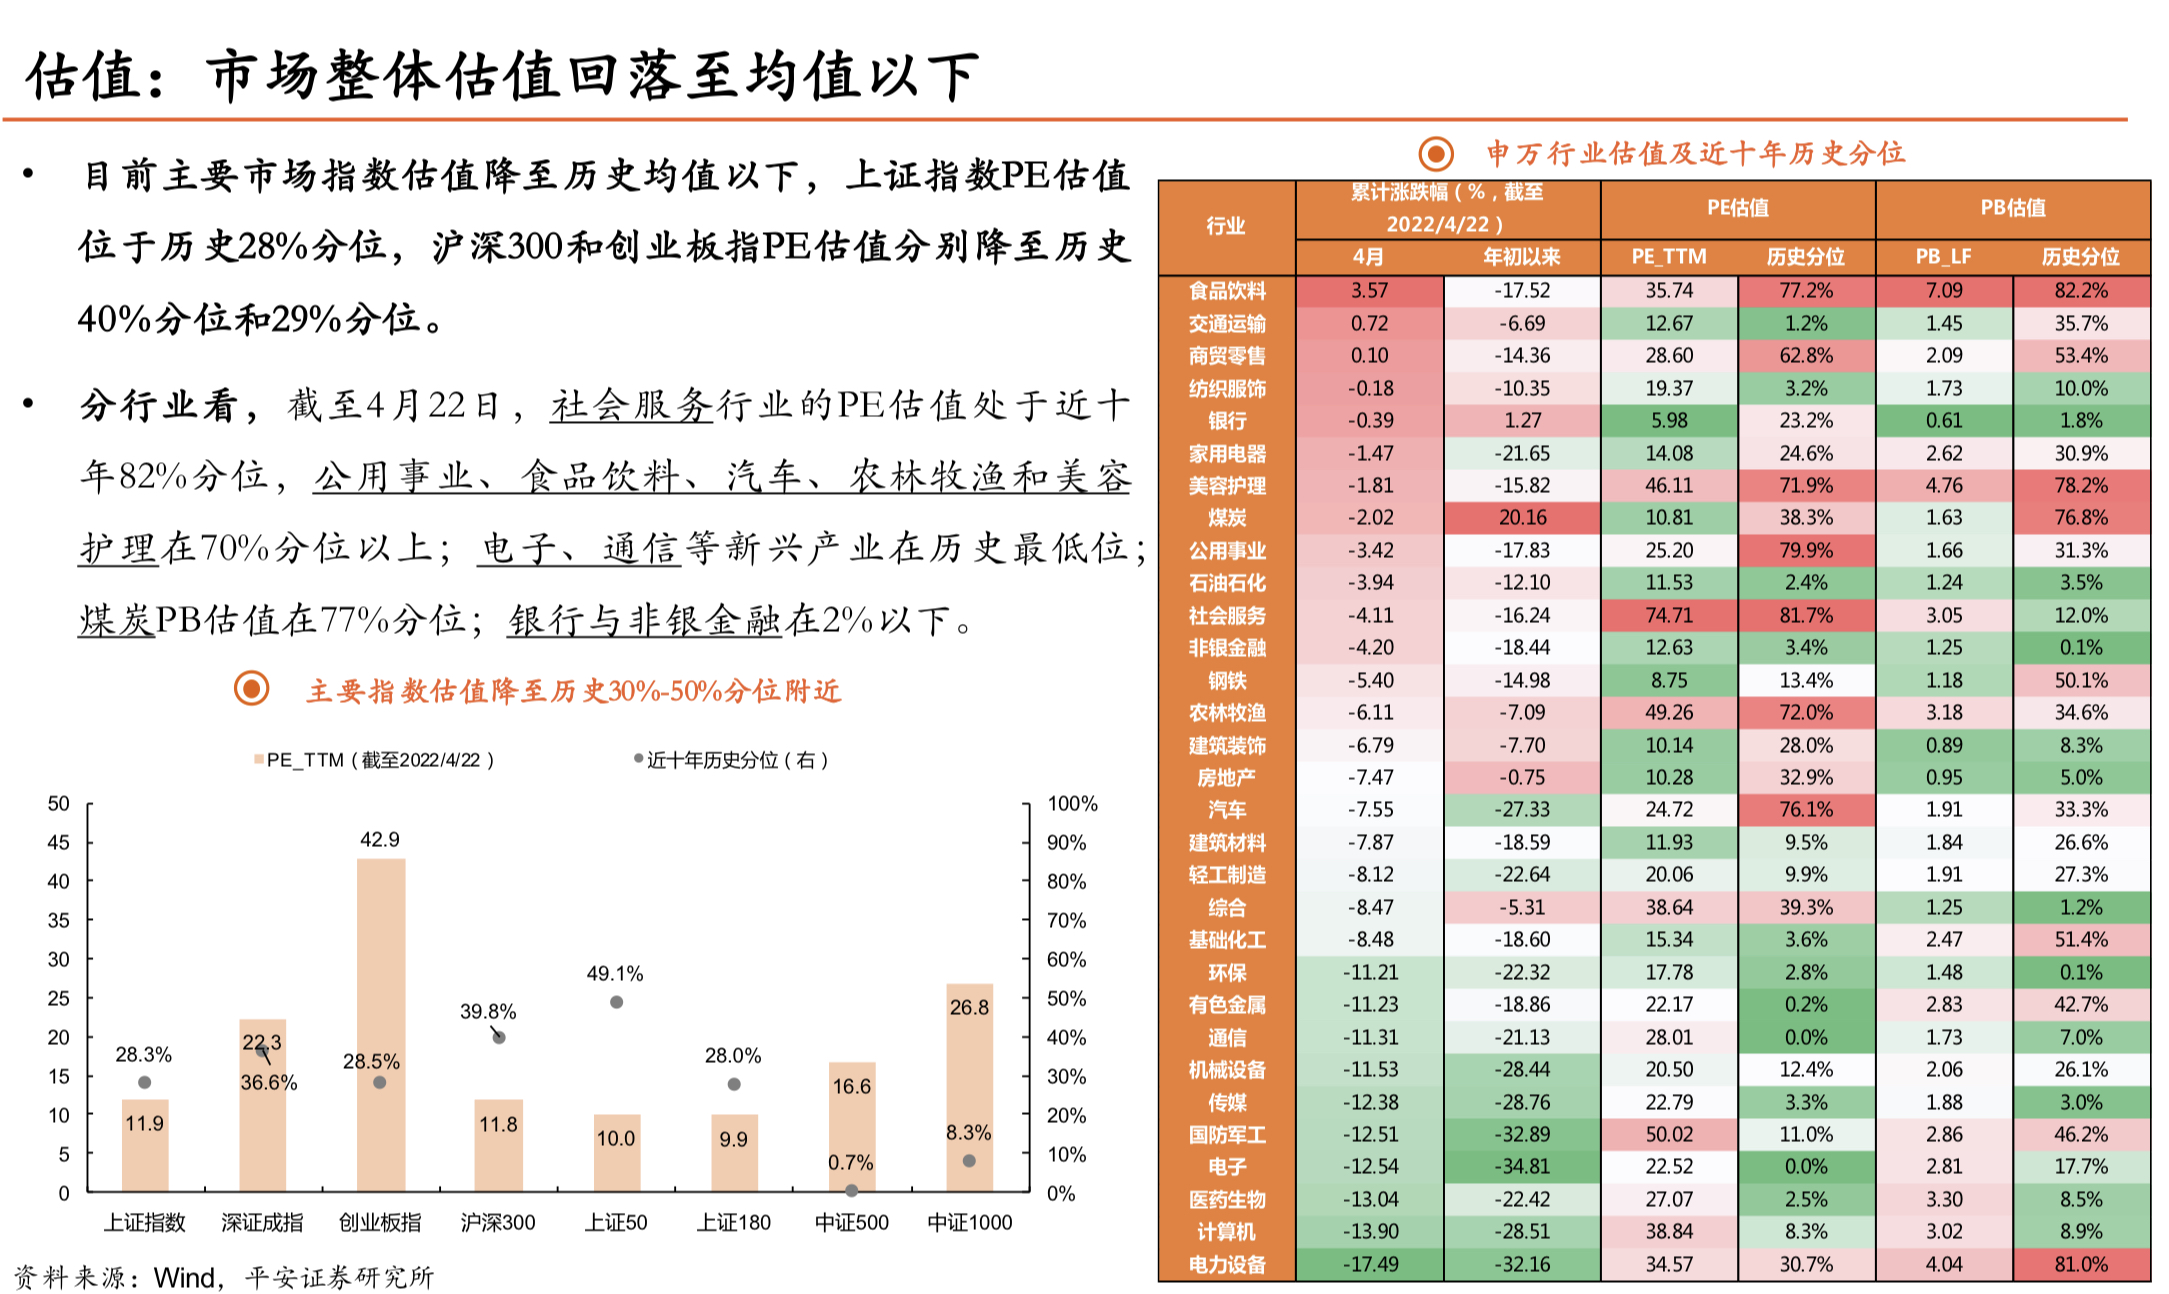 估值：市场整体估值回落至均值以下
• 目前主要市场指数估值降至历史均值以下，上证指数PE估值
位于历史28%分位，沪深300和创业板指PE估值分别降至历史
40%分位和29%分位。
• 分行业看，截至4月22日，社会服务行业的PE估值处于近十
年82%分位，公用事业、食品饮料、汽车、农林牧渔和美容
护理在70%分位以上；电子、通信等新兴产业在历史最低位；
煤炭PB估值在77%分位；银行与非银金融在2%以下。
主要指数估值降至历史30%-50%分位附近
PE_TTM（截至2022/4/22） 近十年历史分位（右）
50 100%
45 42.9 90%
40 80%
35 70%
30 60%
25 49.1% 50%
20 39.8% 26.8 40%
15 28.3% 22.3 36.6% 28.5% 28.0% 16.6 30%
10 11.9 11.8 10.0 9.9 20%
5 0.7% 8.3% 10%
0 0%
上证指数 深证成指 创业板指 沪深300 上证50 上证180 中证500 中证1000
资料来源：Wind，平安证券研究所
申万行业估值及近十年历史分位
行业 累计涨跌幅（%，截至 PE估值 PB估值
2022/4/22）
4月 年初以来 PE_TTM 历史分位 PB_LF 历史分位
食品饮料 3.57 -17.52 35.74 77.2% 7.09 82.2%
交通运输 0.72 -6.69 12.67 1.2% 1.45 35.7%
商贸零售 0.10 -14.36 28.60 62.8% 2.09 53.4%
纺织服饰 -0.18 -10.35 19.37 3.2% 1.73 10.0%
银行 -0.39 1.27 5.98 23.2% 0.61 1.8%
家用电器 -1.47 -21.65 14.08 24.6% 2.62 30.9%
美容护理 -1.81 -15.82 46.11 71.9% 4.76 78.2%
煤炭 -2.02 20.16 10.81 38.3% 1.63 76.8%
公用事业 -3.42 -17.83 25.20 79.9% 1.66 31.3%
石油石化 -3.94 -12.10 11.53 2.4% 1.24 3.5%
社会服务 -4.11 -16.24 74.71 81.7% 3.05 12.0%
非银金融 -4.20 -18.44 12.63 3.4% 1.25 0.1%
钢铁 -5.40 -14.98 8.75 13.4% 1.18 50.1%
农林牧渔 -6.11 -7.09 49.26 72.0% 3.18 34.6%
建筑装饰 -6.79 -7.70 10.14 28.0% 0.89 8.3%
房地产 -7.47 -0.75 10.28 32.9% 0.95 5.0%
汽车 -7.55 -27.33 24.72 76.1% 1.91 33.3%
建筑材料 -7.87 -18.59 11.93 9.5% 1.84 26.6%
轻工制造 -8.12 -22.64 20.06 9.9% 1.91 27.3%
综合 -8.47 -5.31 38.64 39.3% 1.25 1.2%
基础化工 -8.48 -18.60 15.34 3.6% 2.47 51.4%
环保 -11.21 -22.32 17.78 2.8% 1.48 0.1%
有色金属 -11.23 -18.86 22.17 0.2% 2.83 42.7%
通信 -11.31 -21.13 28.01 0.0% 1.73 7.0%
机械设备 -11.53 -28.44 20.50 12.4% 2.06 26.1%
传媒 -12.38 -28.76 22.79 3.3% 1.88 3.0%
国防军工 -12.51 -32.89 50.02 11.0% 2.86 46.2%
电子 -12.54 -34.81 22.52 0.0% 2.81 17.7%
医药生物 -13.04 -22.42 27.07 2.5% 3.30 8.5%
计算机 -13.90 -28.51 38.84 8.3% 3.02 8.9%
电力设备 -17.49 -32.16 34.57 30.7% 4.04 81.0%